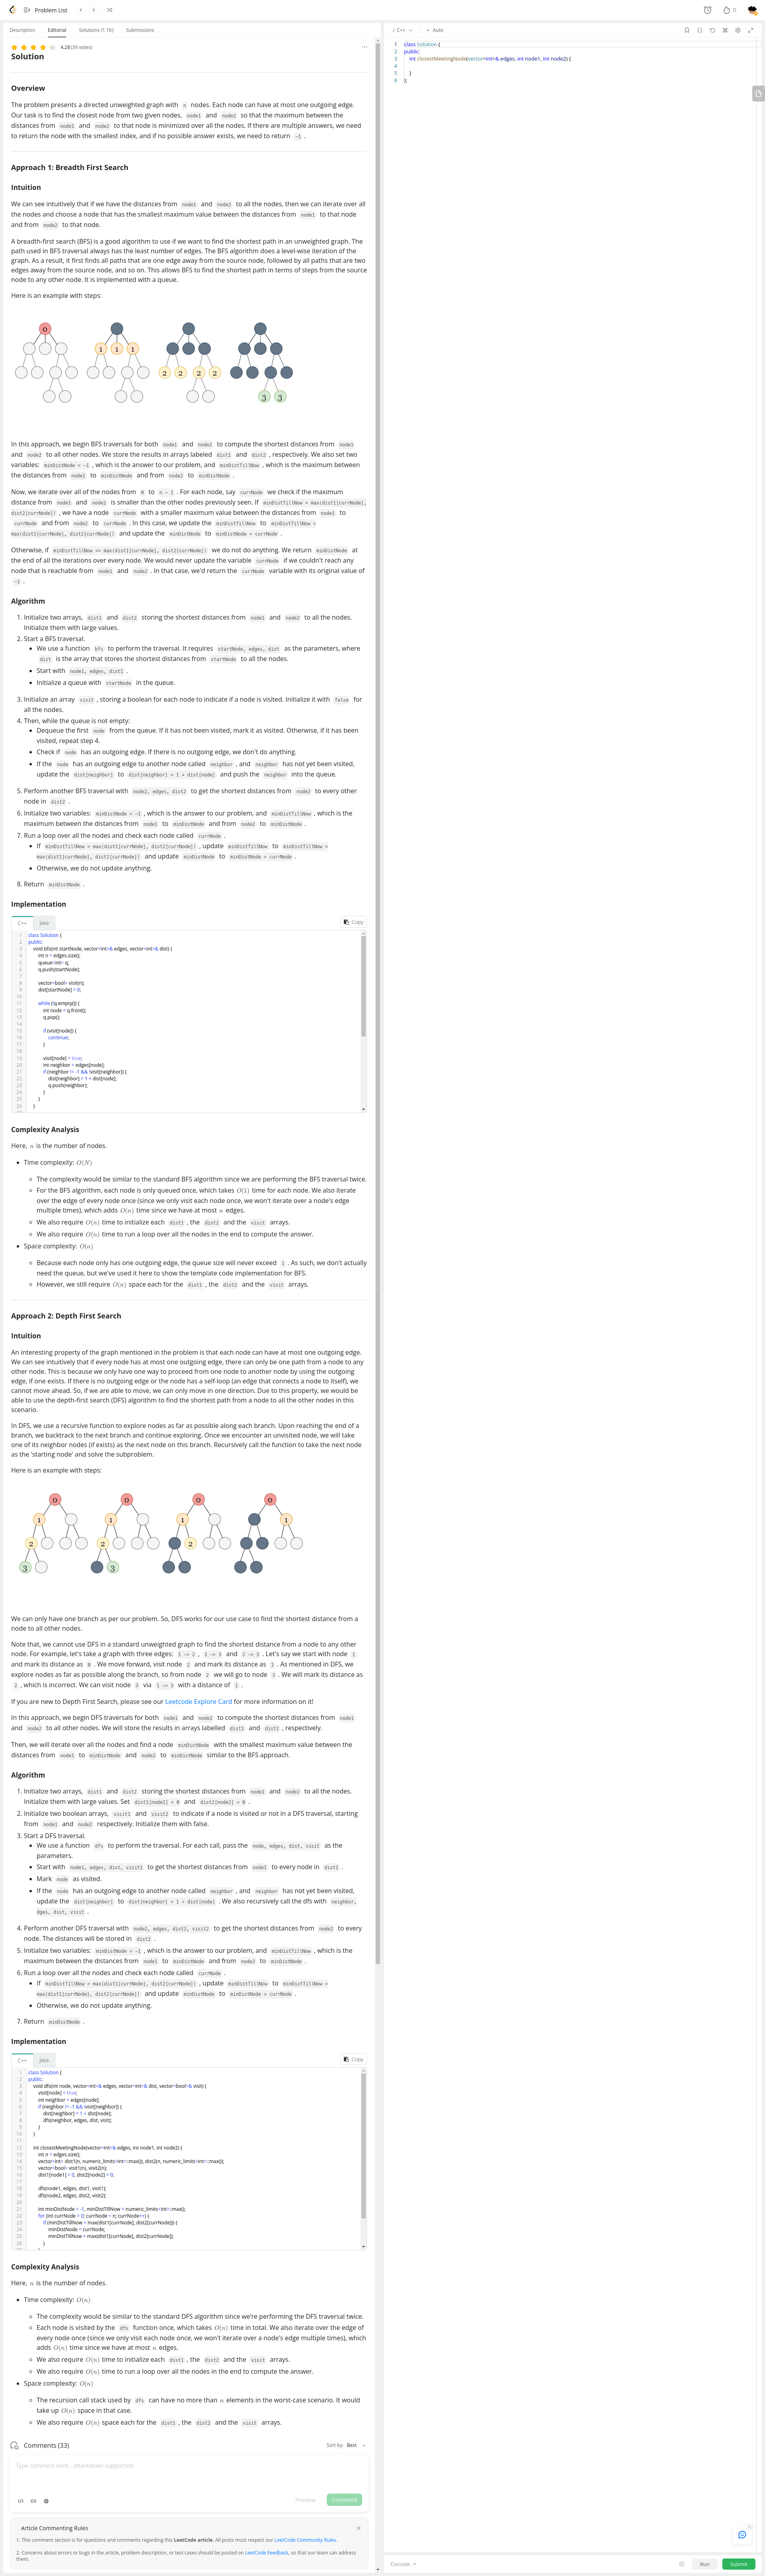 Problem List
0
Description Editorial Solutions (1.1K) Submissions
4.28 (39 votes)
Solution
Overview
The problem presents a directed unweighted graph with n nodes. Each node can have at most one outgoing edge.
Our task is to find the closest node from two given nodes, node1 and node2 so that the maximum between the
distances from node1 and node2 to that node is minimized over all the nodes. If there are multiple answers, we need
to return the node with the smallest index, and if no possible answer exists, we need to return -1 .
Approach 1: Breadth First Search
Intuition
We can see intuitively that if we have the distances from node1 and node2 to all the nodes, then we can iterate over all
the nodes and choose a node that has the smallest maximum value between the distances from node1 to that node
and from node2 to that node.
A breadth-first search (BFS) is a good algorithm to use if we want to find the shortest path in an unweighted graph. The
path used in BFS traversal always has the least number of edges. The BFS algorithm does a level-wise iteration of the
graph. As a result, it first finds all paths that are one edge away from the source node, followed by all paths that are two
edges away from the source node, and so on. This allows BFS to find the shortest path in terms of steps from the source
node to any other node. It is implemented with a queue.
Here is an example with steps:
0
1 1 1
2 2 2 2
3 3
In this approach, we begin BFS traversals for both node1 and node2 to compute the shortest distances from node1
and node2 to all other nodes. We store the results in arrays labeled dist1 and dist2 , respectively. We also set two
variables: minDistNode = -1 , which is the answer to our problem, and minDistTillNow , which is the maximum between
the distances from node1 to minDistNode and from node2 to minDistNode .
Now, we iterate over all of the nodes from 0 to n - 1 . For each node, say currNode we check if the maximum
distance from node1 and node2 is smaller than the other nodes previously seen. If minDistTillNow > max(dist1[currNode],
dist2[currNode]) , we have a node currNode with a smaller maximum value between the distances from node1 to
currNode and from node2 to currNode . In this case, we update the minDistTillNow to minDistTillNow =
max(dist1[currNode], dist2[currNode]) and update the minDistNode to minDistNode = currNode .
Otherwise, if minDistTillNow <= max(dist1[currNode], dist2[currNode]) we do not do anything. We return minDistNode at
the end of all the iterations over every node. We would never update the variable currNode if we couldn't reach any
node that is reachable from node1 and node2 . In that case, we'd return the currNode variable with its original value of
-1 .
Algorithm
1. Initialize two arrays, dist1 and dist2 storing the shortest distances from node1 and node2 to all the nodes.
Initialize them with large values.
2. Start a BFS traversal.
We use a function bfs to perform the traversal. It requires startNode, edges, dist as the parameters, where
dist is the array that stores the shortest distances from startNode to all the nodes.
Start with node1, edges, dist1 .
Initialize a queue with startNode in the queue.
3. Initialize an array visit , storing a boolean for each node to indicate if a node is visited. Initialize it with false for
all the nodes.
4. Then, while the queue is not empty:
Dequeue the first node from the queue. If it has not been visited, mark it as visited. Otherwise, if it has been
visited, repeat step 4.
Check if node has an outgoing edge. If there is no outgoing edge, we don't do anything.
If the node has an outgoing edge to another node called neighbor , and neighbor has not yet been visited,
update the dist[neighbor] to dist[neighbor] = 1 + dist[node] and push the neighbor into the queue.
5. Perform another BFS traversal with node2, edges, dist2 to get the shortest distances from node2 to every other
node in dist2 .
6. Initialize two variables: minDistNode = -1 , which is the answer to our problem, and minDistTillNow , which is the
maximum between the distances from node1 to minDistNode and from node2 to minDistNode .
7. Run a loop over all the nodes and check each node called currNode .
If minDistTillNow > max(dist1[currNode], dist2[currNode]) , update minDistTillNow to minDistTillNow =
max(dist1[currNode], dist2[currNode]) and update minDistNode to minDistNode = currNode .
Otherwise, we do not update anything.
8. Return minDistNode .
Implementation
C++ Java Copy
1 class Solution {
2 public:
3 void bfs(int startNode, vector<int>& edges, vector<int>& dist) {
4 int n = edges.size();
5 queue<int> q;
6 q.push(startNode);
7
8 vector<bool> visit(n);
9 dist[startNode] = 0;
10
11 while (!q.empty()) {
12 int node = q.front();
13 q.pop();
14
15 if (visit[node]) {
16 continue;
17 }
18
19 visit[node] = true;
20 int neighbor = edges[node];
21 if (neighbor != -1 && !visit[neighbor]) {
22 dist[neighbor] = 1 + dist[node];
23 q.push(neighbor);
24 }
25 }
26 }
Complexity Analysis
Here, n is the number of nodes.
Time complexity: O(N)
The complexity would be similar to the standard BFS algorithm since we are performing the BFS traversal twice.
For the BFS algorithm, each node is only queued once, which takes O(1) time for each node. We also iterate
over the edge of every node once (since we only visit each node once, we won't iterate over a node's edge
multiple times), which adds O(n) time since we have at most n edges.
We also require O(n) time to initialize each dist1 , the dist2 and the visit arrays.
We also require O(n) time to run a loop over all the nodes in the end to compute the answer.
Space complexity: O(n)
Because each node only has one outgoing edge, the queue size will never exceed 1 . As such, we don't actually
need the queue, but we've used it here to show the template code implementation for BFS.
However, we still require O(n) space each for the dist1 , the dist2 and the visit arrays.
Approach 2: Depth First Search
Intuition
An interesting property of the graph mentioned in the problem is that each node can have at most one outgoing edge.
We can see intuitively that if every node has at most one outgoing edge, there can only be one path from a node to any
other node. This is because we only have one way to proceed from one node to another node by using the outgoing
edge, if one exists. If there is no outgoing edge or the node has a self-loop (an edge that connects a node to itself), we
cannot move ahead. So, if we are able to move, we can only move in one direction. Due to this property, we would be
able to use the depth-first search (DFS) algorithm to find the shortest path from a node to all the other nodes in this
scenario.
In DFS, we use a recursive function to explore nodes as far as possible along each branch. Upon reaching the end of a
branch, we backtrack to the next branch and continue exploring. Once we encounter an unvisited node, we will take
one of its neighbor nodes (if exists) as the next node on this branch. Recursively call the function to take the next node
as the 'starting node' and solve the subproblem.
Here is an example with steps:
0 0 0 0
1 1 1 1
2 2 2
3 3
We can only have one branch as per our problem. So, DFS works for our use case to find the shortest distance from a
node to all other nodes.
Note that, we cannot use DFS in a standard unweighted graph to find the shortest distance from a node to any other
node. For example, let's take a graph with three edges: 1 -> 2 , 1 -> 3 and 2 -> 3 . Let's say we start with node 1
and mark its distance as 0 . We move forward, visit node 2 and mark its distance as 1 . As mentioned in DFS, we
explore nodes as far as possible along the branch, so from node 2 we will go to node 3 . We will mark its distance as
2 , which is incorrect. We can visit node 3 via 1 -> 3 with a distance of 1 .
If you are new to Depth First Search, please see our Leetcode Explore Card for more information on it!
In this approach, we begin DFS traversals for both node1 and node2 to compute the shortest distances from node1
and node2 to all other nodes. We will store the results in arrays labelled dist1 and dist2 , respectively.
Then, we will iterate over all the nodes and find a node minDistNode with the smallest maximum value between the
distances from node1 to minDistNode and node2 to minDistNode similar to the BFS approach.
Algorithm
1. Initialize two arrays, dist1 and dist2 storing the shortest distances from node1 and node2 to all the nodes.
Initialize them with large values. Set dist1[node1] = 0 and dist2[node2] = 0 .
2. Initialize two boolean arrays, visit1 and visit2 to indicate if a node is visited or not in a DFS traversal, starting
from node1 and node2 respectively. Initialize them with false.
3. Start a DFS traversal.
We use a function dfs to perform the traversal. For each call, pass the node, edges, dist, visit as the
parameters.
Start with node1, edges, dist, visit1 to get the shortest distances from node1 to every node in dist1 .
Mark node as visited.
If the node has an outgoing edge to another node called neighbor , and neighbor has not yet been visited,
update the dist[neighbor] to dist[neighbor] = 1 + dist[node] . We also recursively call the dfs with neighbor,
dges, dist, visit .
4. Perform another DFS traversal with node2, edges, dist2, visit2 to get the shortest distances from node2 to every
node. The distances will be stored in dist2 .
5. Initialize two variables: minDistNode = -1 , which is the answer to our problem, and minDistTillNow , which is the
maximum between the distances from node1 to minDistNode and from node2 to minDistNode .
6. Run a loop over all the nodes and check each node called currNode .
If minDistTillNow > max(dist1[currNode], dist2[currNode]) , update minDistTillNow to minDistTillNow =
max(dist1[currNode], dist2[currNode]) and update minDistNode to minDistNode = currNode .
Otherwise, we do not update anything.
7. Return minDistNode .
Implementation
C++ Java Copy
1 class Solution {
2 public:
3 void dfs(int node, vector<int>& edges, vector<int>& dist, vector<bool>& visit) {
4 visit[node] = true;
5 int neighbor = edges[node];
6 if (neighbor != -1 && !visit[neighbor]) {
7 dist[neighbor] = 1 + dist[node];
8 dfs(neighbor, edges, dist, visit);
9 }
10 }
11
12 int closestMeetingNode(vector<int>& edges, int node1, int node2) {
13 int n = edges.size();
14 vector<int> dist1(n, numeric_limits<int>::max()), dist2(n, numeric_limits<int>::max());
15 vector<bool> visit1(n), visit2(n);
16 dist1[node1] = 0, dist2[node2] = 0;
17
18 dfs(node1, edges, dist1, visit1);
19 dfs(node2, edges, dist2, visit2);
20
21 int minDistNode = -1, minDistTillNow = numeric_limits<int>::max();
22 for (int currNode = 0; currNode < n; currNode++) {
23 if (minDistTillNow > max(dist1[currNode], dist2[currNode])) {
24 minDistNode = currNode;
25 minDistTillNow = max(dist1[currNode], dist2[currNode]);
26 }
Complexity Analysis
Here, n is the number of nodes.
Time complexity: O(n)
The complexity would be similar to the standard DFS algorithm since we're performing the DFS traversal twice.
Each node is visited by the dfs function once, which takes O(n) time in total. We also iterate over the edge of
every node once (since we only visit each node once, we won't iterate over a node's edge multiple times), which
adds O(n) time since we have at most n edges.
We also require O(n) time to initialize each dist1 , the dist2 and the visit arrays.
We also require O(n) time to run a loop over all the nodes in the end to compute the answer.
Space complexity: O(n)
The recursion call stack used by dfs can have no more than n elements in the worst-case scenario. It would
take up O(n) space in that case.
We also require O(n) space each for the dist1 , the dist2 and the visit arrays.
Comments (33) Sort by: Best
Type comment here... (Markdown supported)
Preview Comment
Article Commenting Rules
1. This comment section is for questions and comments regarding this LeetCode article. All posts must respect our LeetCode Community Rules.
2. Concerns about errors or bugs in the article, problem description, or test cases should be posted on LeetCode Feedback, so that our team can address
them.
i C++ Auto
1 class Solution {
2 public:
3 int closestMeetingNode(vector<int>& edges, int node1, int node2) {
4
5 }
6 };
Console Run Submit